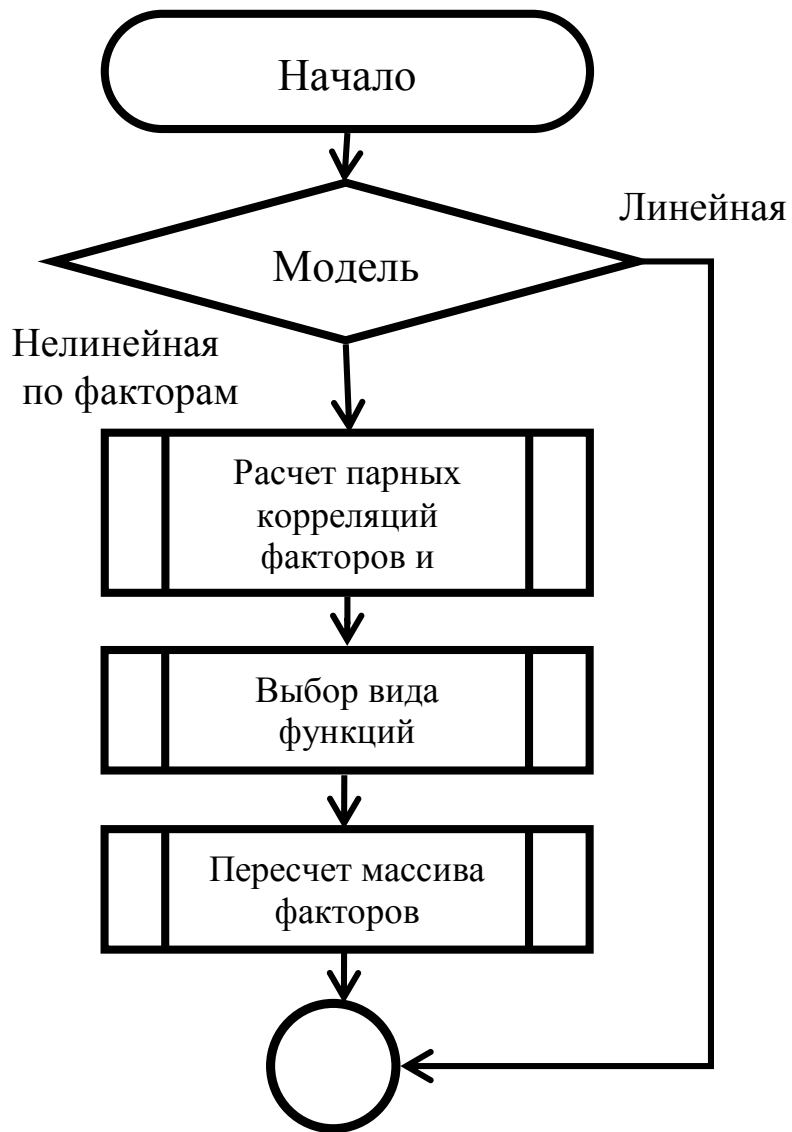 Начало
Линейная
Модель
Нелинейная
по факторам
Расчет парных
корреляций
факторов и
Выбор вида
функций
Пересчет массива
факторов